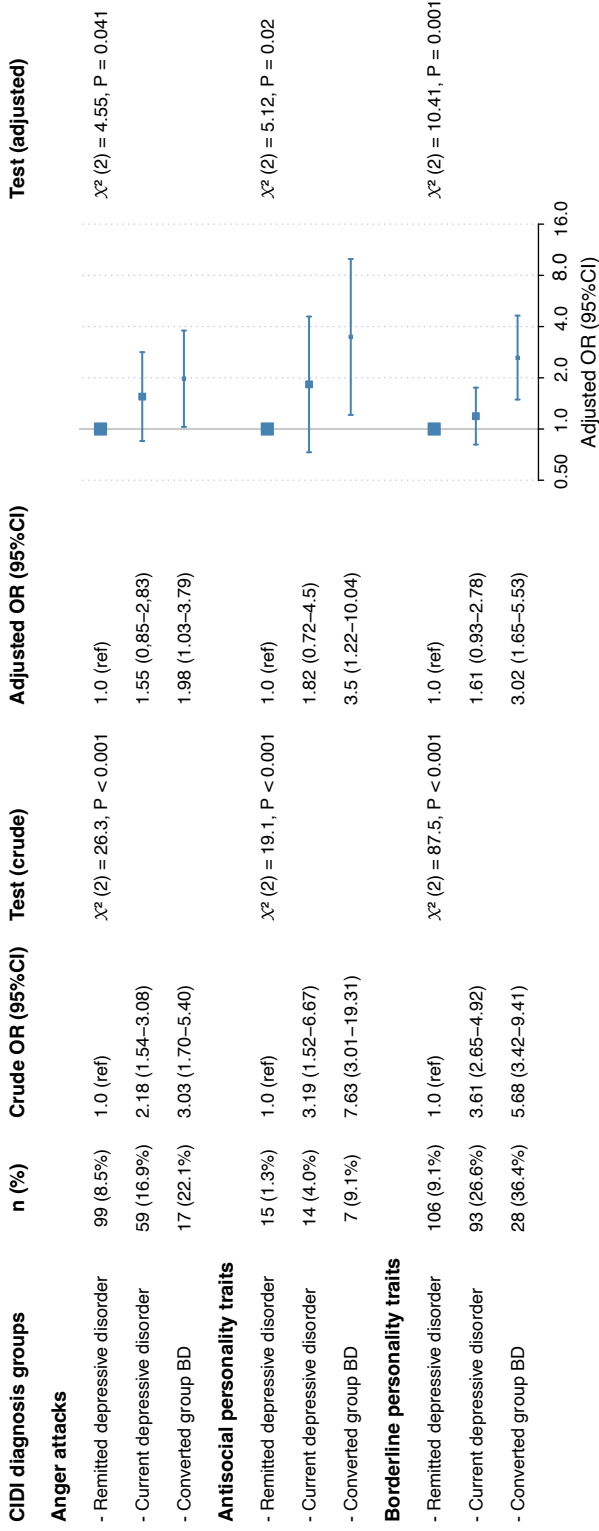 CIDI diagnosis groups n (%) Crude OR (95%CI) Test (crude) Adjusted OR (95%CI) Test (adjusted)
Anger attacks
- Remitted depressive disorder 99 (8.5%) 1.0 (ref) χ² (2) = 26.3, P < 0.001 1.0 (ref) χ² (2) = 4.55, P = 0.041
- Current depressive disorder 59 (16.9%) 2.18 (1.54–3.08) 1.55 (0,85–2,83)
- Converted group BD 17 (22.1%) 3.03 (1.70–5.40) 1.98 (1.03–3.79)
Antisocial personality traits
- Remitted depressive disorder 15 (1.3%) 1.0 (ref) χ² (2) = 19.1, P < 0.001 1.0 (ref) χ² (2) = 5.12, P = 0.02
- Current depressive disorder 14 (4.0%) 3.19 (1.52–6.67) 1.82 (0.72–4.5)
- Converted group BD 7 (9.1%) 7.63 (3.01–19.31) 3.5 (1.22–10.04)
Borderline personality traits
- Remitted depressive disorder 106 (9.1%) 1.0 (ref) χ² (2) = 87.5, P < 0.001 1.0 (ref) χ² (2) = 10.41, P = 0.001
- Current depressive disorder 93 (26.6%) 3.61 (2.65–4.92) 1.61 (0.93–2.78)
- Converted group BD 28 (36.4%) 5.68 (3.42–9.41) 3.02 (1.65–5.53)
0.50 1.0 2.0 4.0 8.0 16.0
Adjusted OR (95%CI)